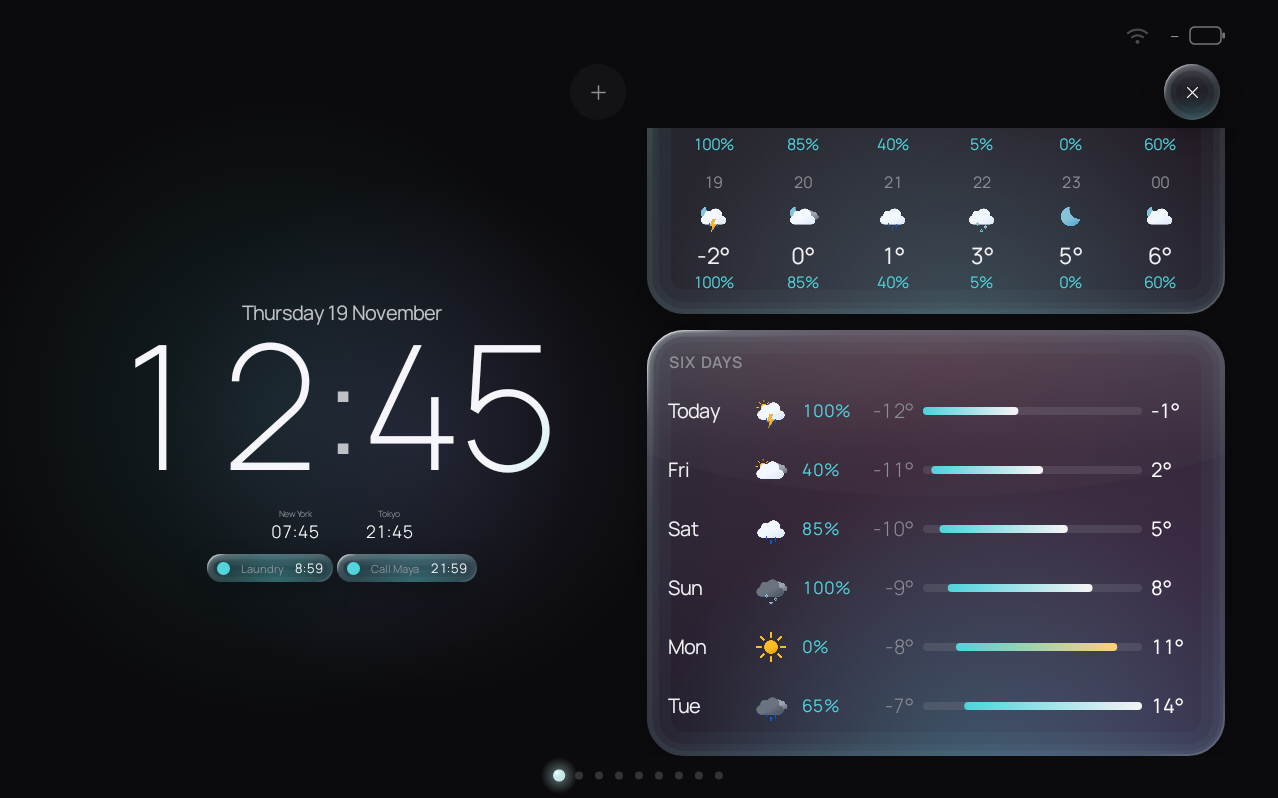 –
100% 85% 40% 5% 0% 60%
19 20 21 22 23 00
-2° 0° 1° 3° 5° 6°
100% 85% 40% 5% 0% 60%
Thursday 19 November
12:45
New York Tokyo
07:45 21:45
Laundry 8:59 Call Maya 21:59
SIX DAYS
Today 100% -12° -1°
Fri 40% -11° 2°
Sat 85% -10° 5°
Sun 100% -9° 8°
Mon 0% -8° 11°
Tue 65% -7° 14°